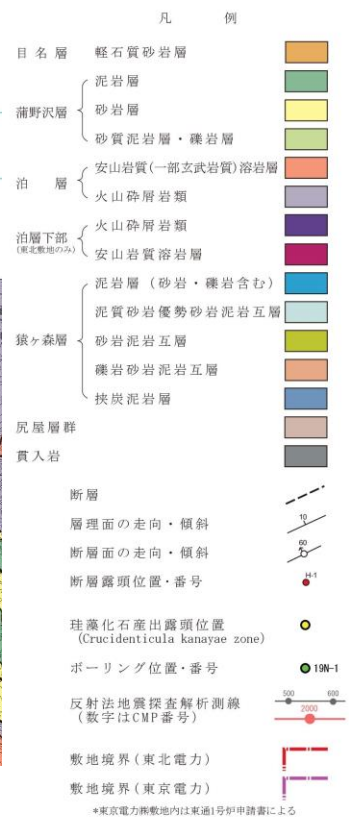 凡 例
目名層 軽石質砂岩層
泥岩層
蒲野沢層 砂岩層
砂質泥岩層・礫岩層
安山岩質(一部玄武岩質)溶岩層
泊 層
火山砕屑岩類
火山砕屑岩類
泊層下部
(東北敷地のみ)
安山岩質溶岩層
泥岩層（砂岩・礫岩含む）
泥質砂岩優勢砂岩泥岩互層
猿ヶ森層 砂岩泥岩互層
礫岩砂岩泥岩互層
挟炭泥岩層
尻屋層群
貫入岩
断層
層理面の走向・傾斜 10
断層面の走向・傾斜 60
断層露頭位置・番号 H-1
珪藻化石産出露頭位置
(Crucidenticula kanayae zone)
ボーリング位置・番号 19N-1
反射法地震探査解析測線 500 600
(数字はCMP番号) 2000
敷地境界(東北電力)
敷地境界(東京電力)
*東京電力㈱敷地内は東通1号炉申請書による